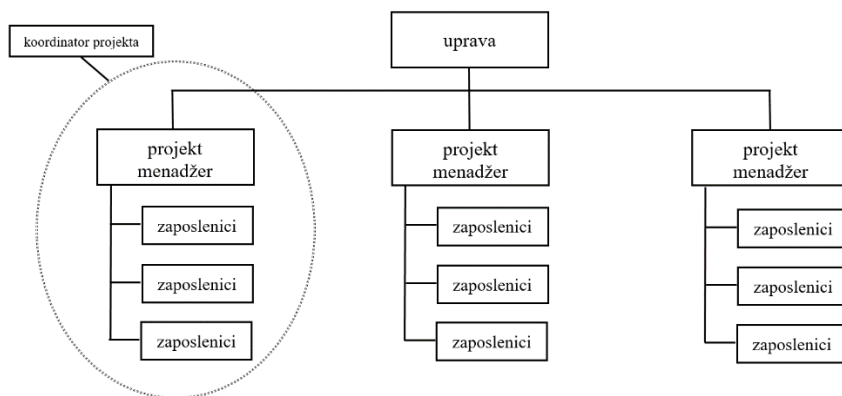 koordinator projekta
uprava
projekt
menadžer
zaposlenici
zaposlenici
zaposlenici
projekt
menadžer
zaposlenici
zaposlenici
zaposlenici
projekt
menadžer
zaposlenici
zaposlenici
zaposlenici